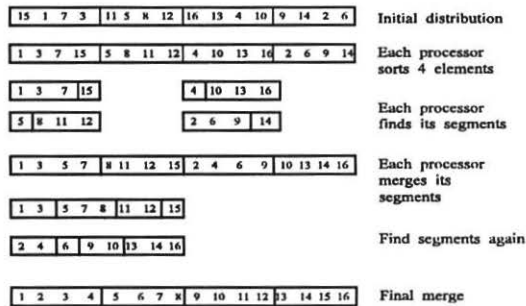 15 1 7 3 11 5 8 12 16 13 4 10 9 14 2 6 Initial distribution
1 3 7 15 5 8 11 12 4 10 13 16 2 6 9 14 Each processor
sorts 4 elements
1 3 7 15 4 10 13 16
Each processor
5 8 11 12 2 6 9 14 finds its segments
1 3 5 7 8 11 12 15 2 4 6 9 10 13 14 16 Each processor
merges its
segments
1 3 5 7 8 11 12 15
2 4 6 9 10 13 14 16 Find segments again
1 2 3 4 5 6 7 8 9 10 11 12 13 14 15 16 Final merge